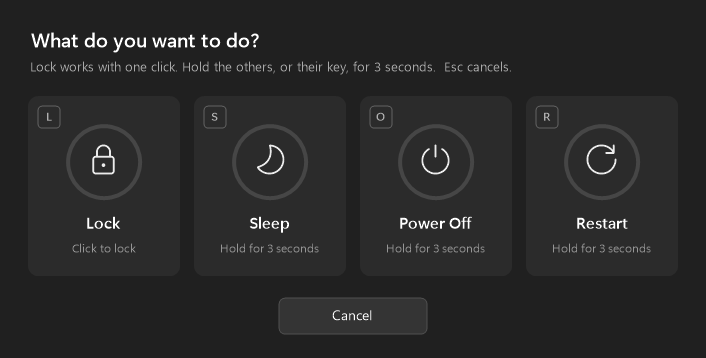 What do you want to do?
Lock works with one click. Hold the others, or their key, for 3 seconds.  Esc cancels.
L
S
O
R
Lock
Sleep
Power Off
Restart
Click to lock
Hold for 3 seconds
Hold for 3 seconds
Hold for 3 seconds
Cancel